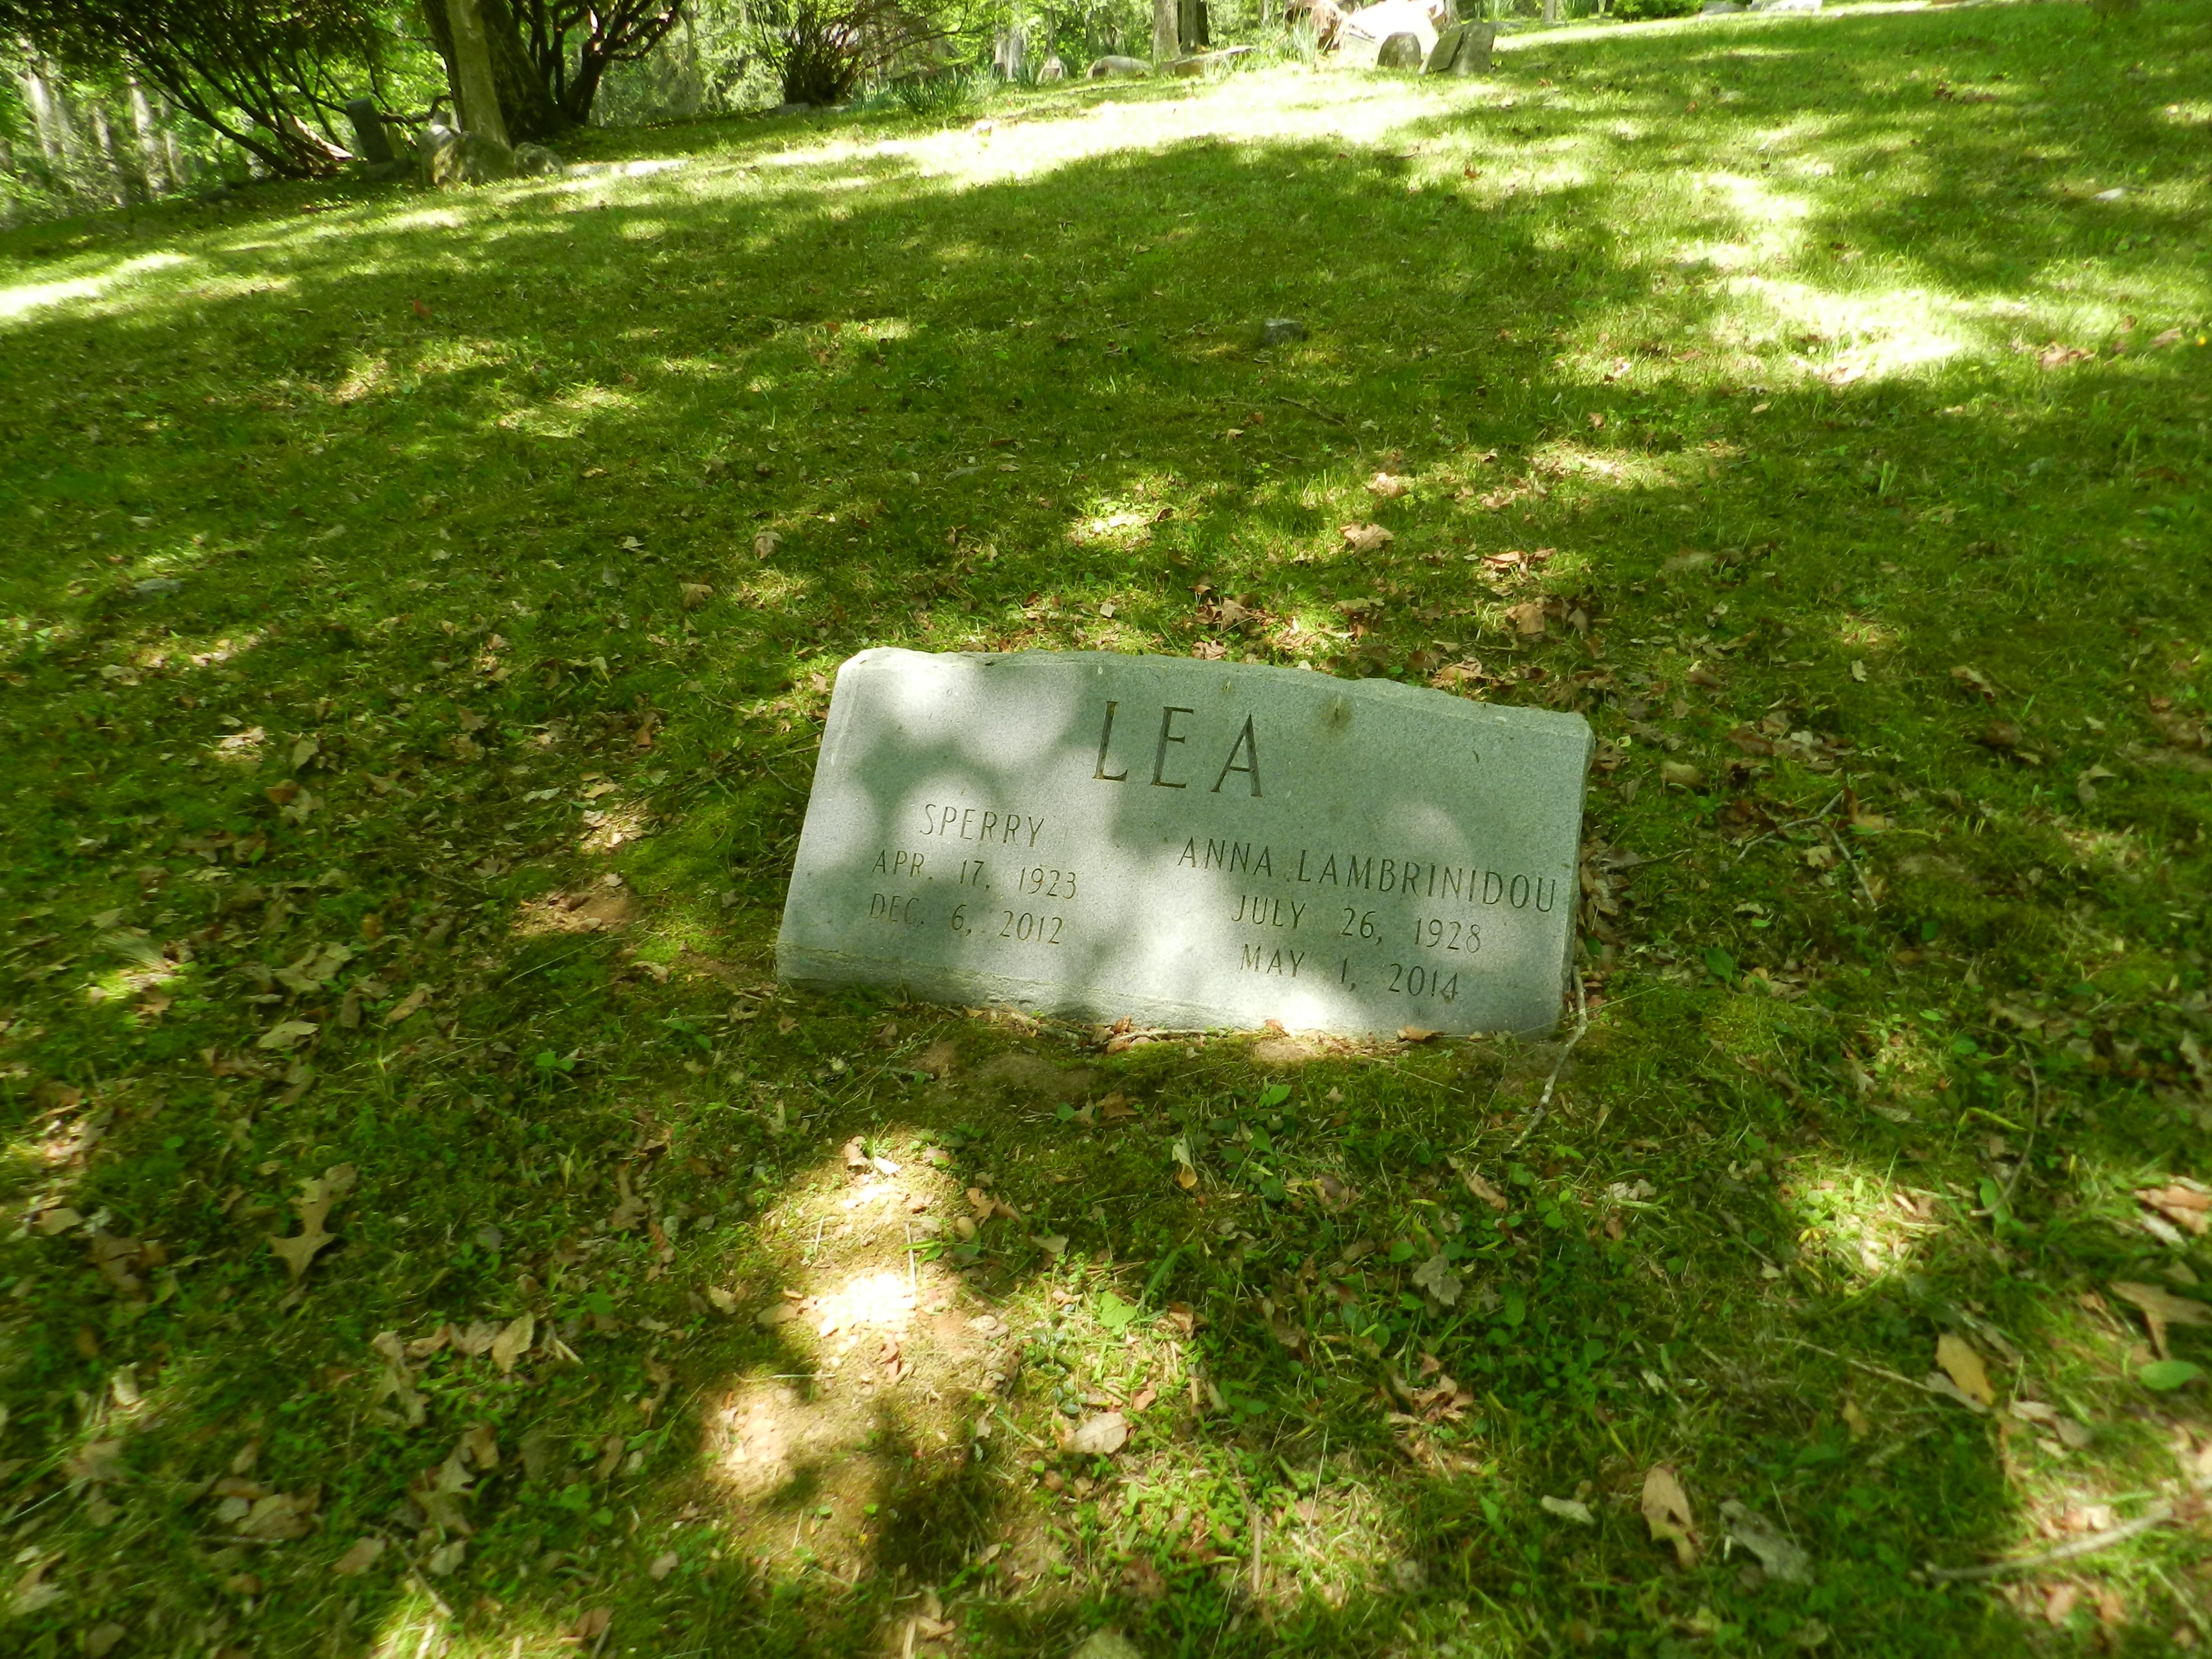 LEA
SPERRY
APR. 17, 1923
DEC. 6, 2012
ANNA LAMBRINIDOU
JULY 26, 1928
MAY 1, 2014